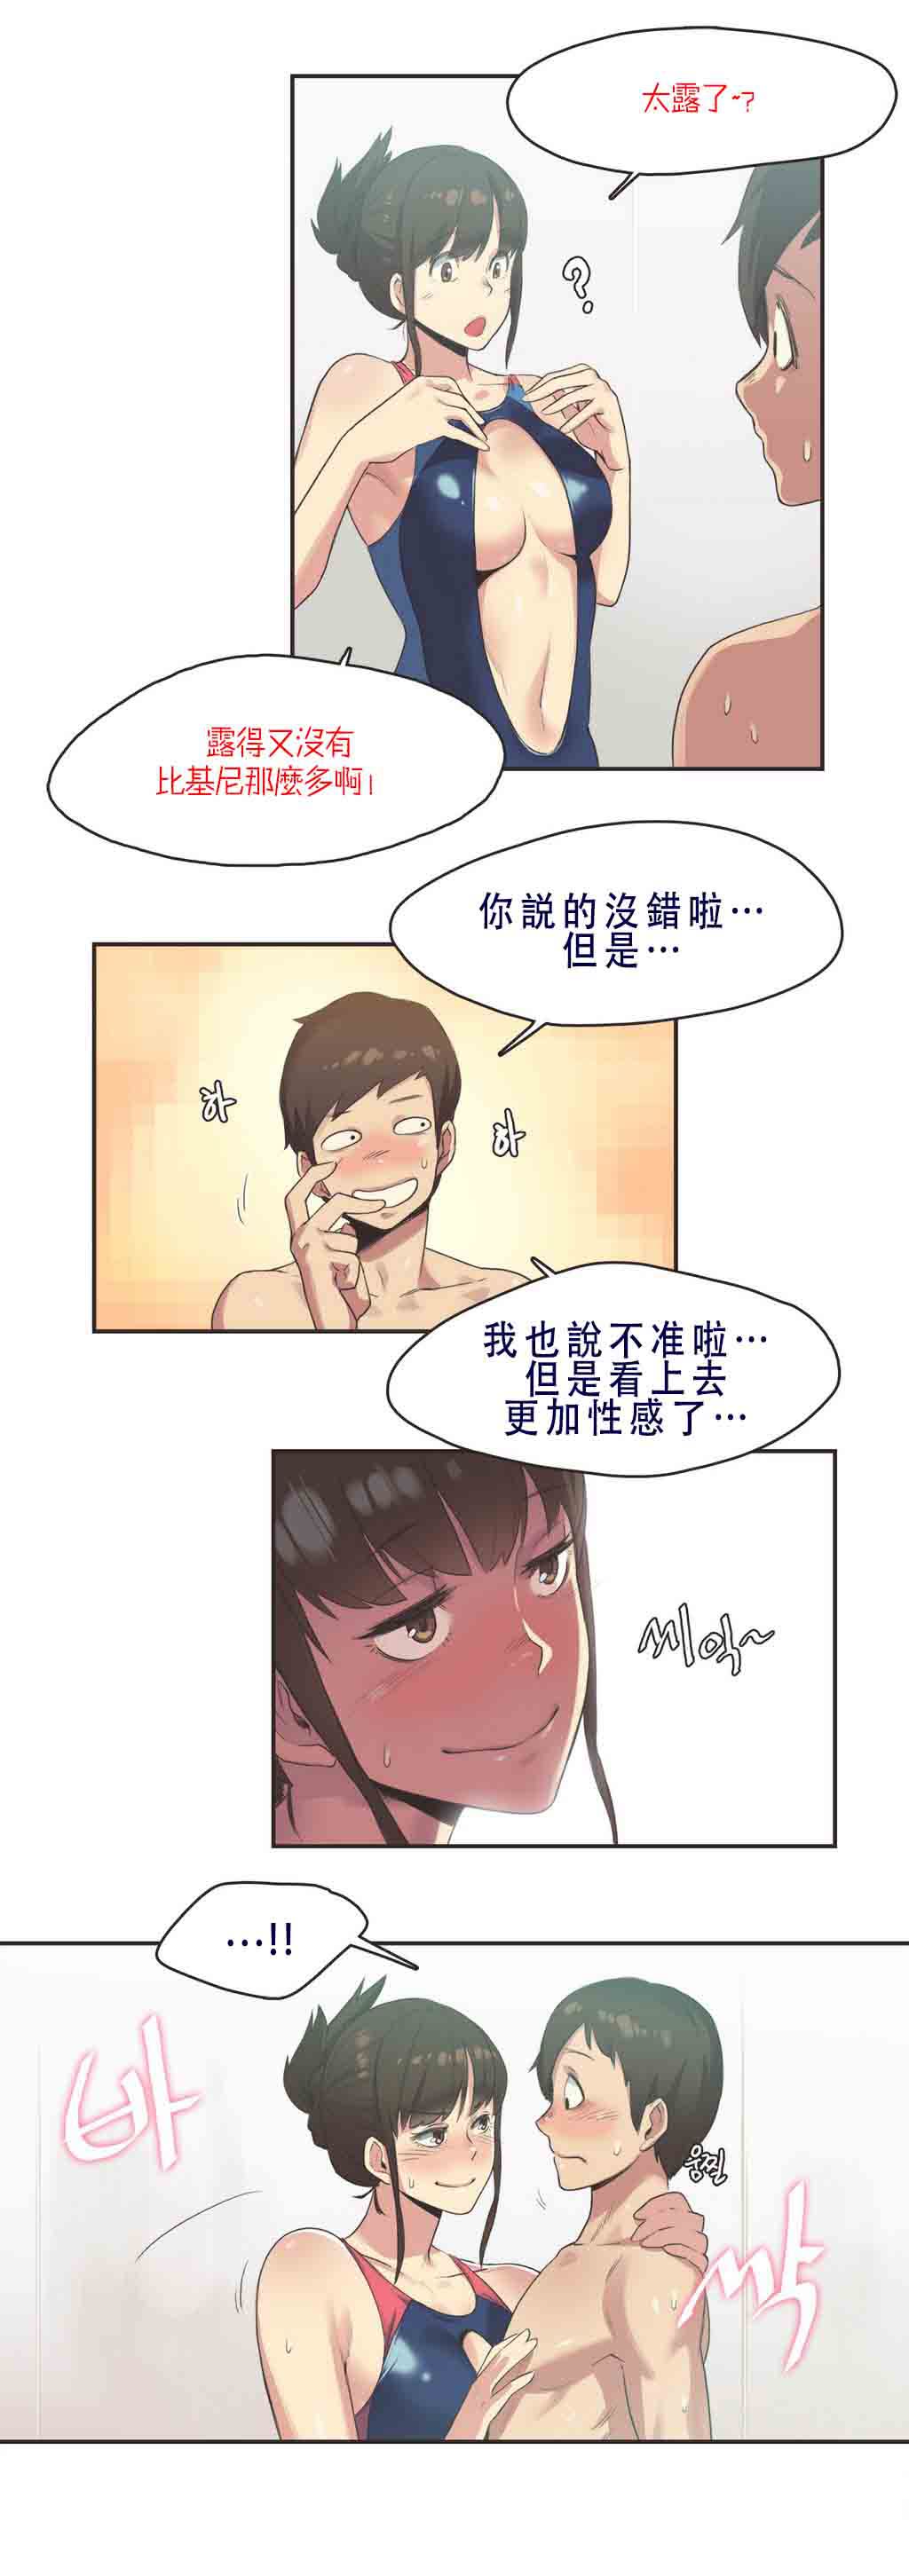 太露了~?
露得又沒有
比基尼那麼多啊!
你説的沒錯啦…
但是…
하
하
我也說不准啦…
但是看上去
更加性感了…
씨익~
…!!
바
움찔
싹